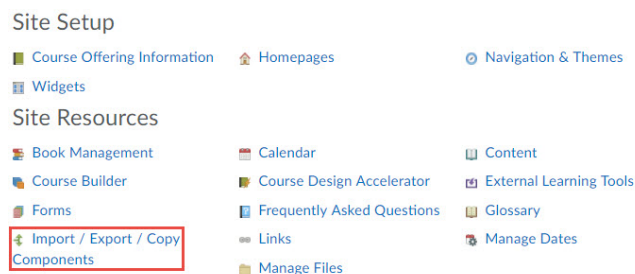 Site Setup
Course Offering Information Homepages Navigation & Themes
Widgets
Site Resources
Book Management Calendar Content
Course Builder Course Design Accelerator External Learning Tools
Forms Frequently Asked Questions Glossary
Import / Export / Copy Links Manage Dates
Components
Manage Files